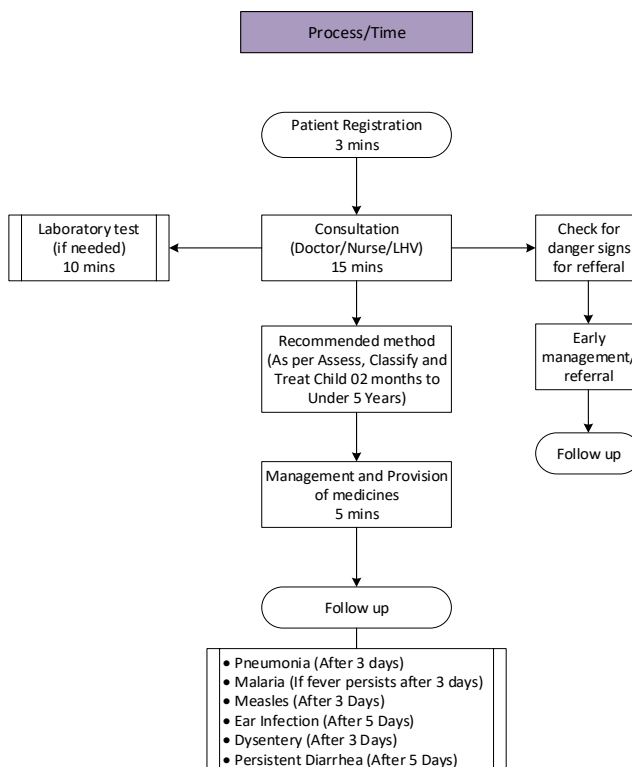 Process/Time
Patient Registration
3 mins
Laboratory test
(if needed)
10 mins
Consultation
(Doctor/Nurse/LHV)
15 mins
Check for
danger signs
for refferal
Recommended method
(As per Assess, Classify and
Treat Child 02 months to
Under 5 Years)
Early
management/
referral
Follow up
Management and Provision
of medicines
5 mins
Follow up
• Pneumonia (After 3 days)
• Malaria (If fever persists after 3 days)
• Measles (After 3 Days)
• Ear Infection (After 5 Days)
• Dysentery (After 3 Days)
• Persistent Diarrhea (After 5 Days)